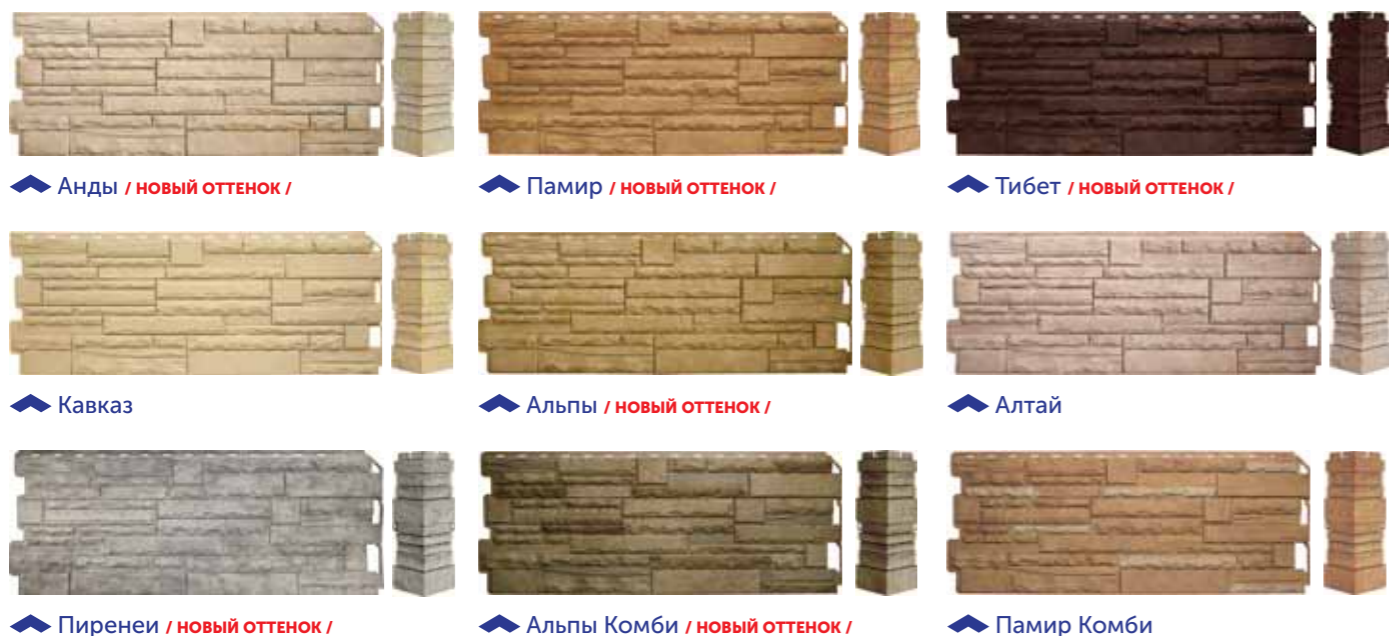 Анды / НОВЫЙ ОТТЕНОК /
Памир / НОВЫЙ ОТТЕНОК /
Тибет / НОВЫЙ ОТТЕНОК /
Кавказ
Альпы / НОВЫЙ ОТТЕНОК /
Алтай
Пиренеи / НОВЫЙ ОТТЕНОК /
Альпы Комби / НОВЫЙ ОТТЕНОК /
Памир Комби